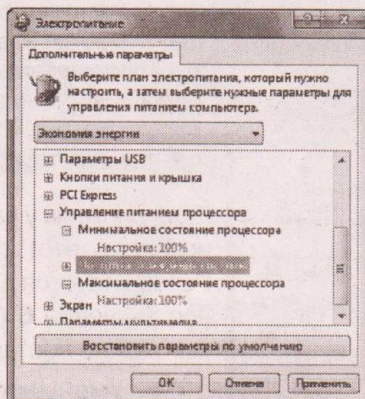 Электропитание
Дополнительные параметры
Выберите план электропитания, который нужно
настроить, а затем выберите нужные параметры для
управления питанием компьютера.
Экономия энергии
Параметры USB
Кнопки питания и крышка
PCI Express
Управление питанием процессора
Минимальное состояние процессора
Настройка: 100%
Максимальное состояние процессора
Экран Настройка: 100%
Параметры мультимедиа
Восстановить параметры по умолчанию
OK Отмена Применить